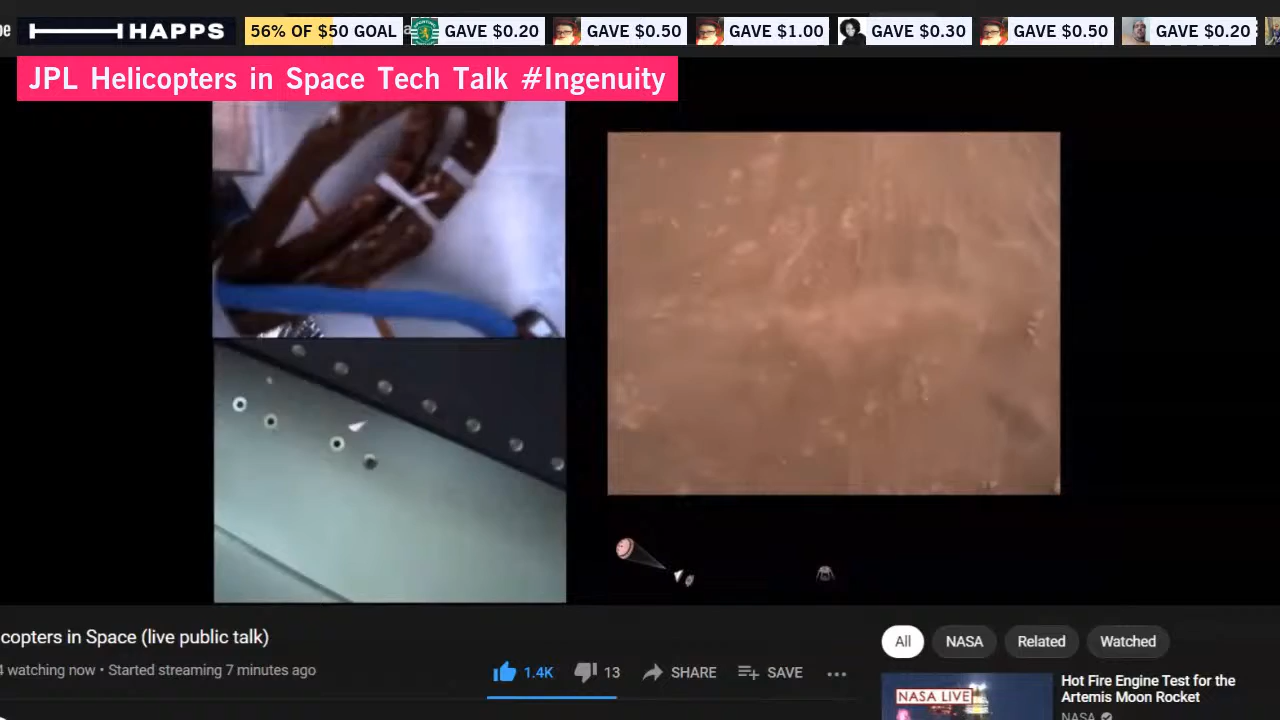 HAPPS 56% OF $50 GOAL GAVE $0.20 GAVE $0.50 GAVE $1.00 GAVE $0.30 GAVE $0.50 GAVE $0.20
JPL Helicopters in Space Tech Talk #Ingenuity
copters in Space (live public talk)
4 watching now • Started streaming 7 minutes ago
1.4K 13 SHARE SAVE
All NASA Related Watched
NASA LIVE
Hot Fire Engine Test for the
Artemis Moon Rocket
NASA